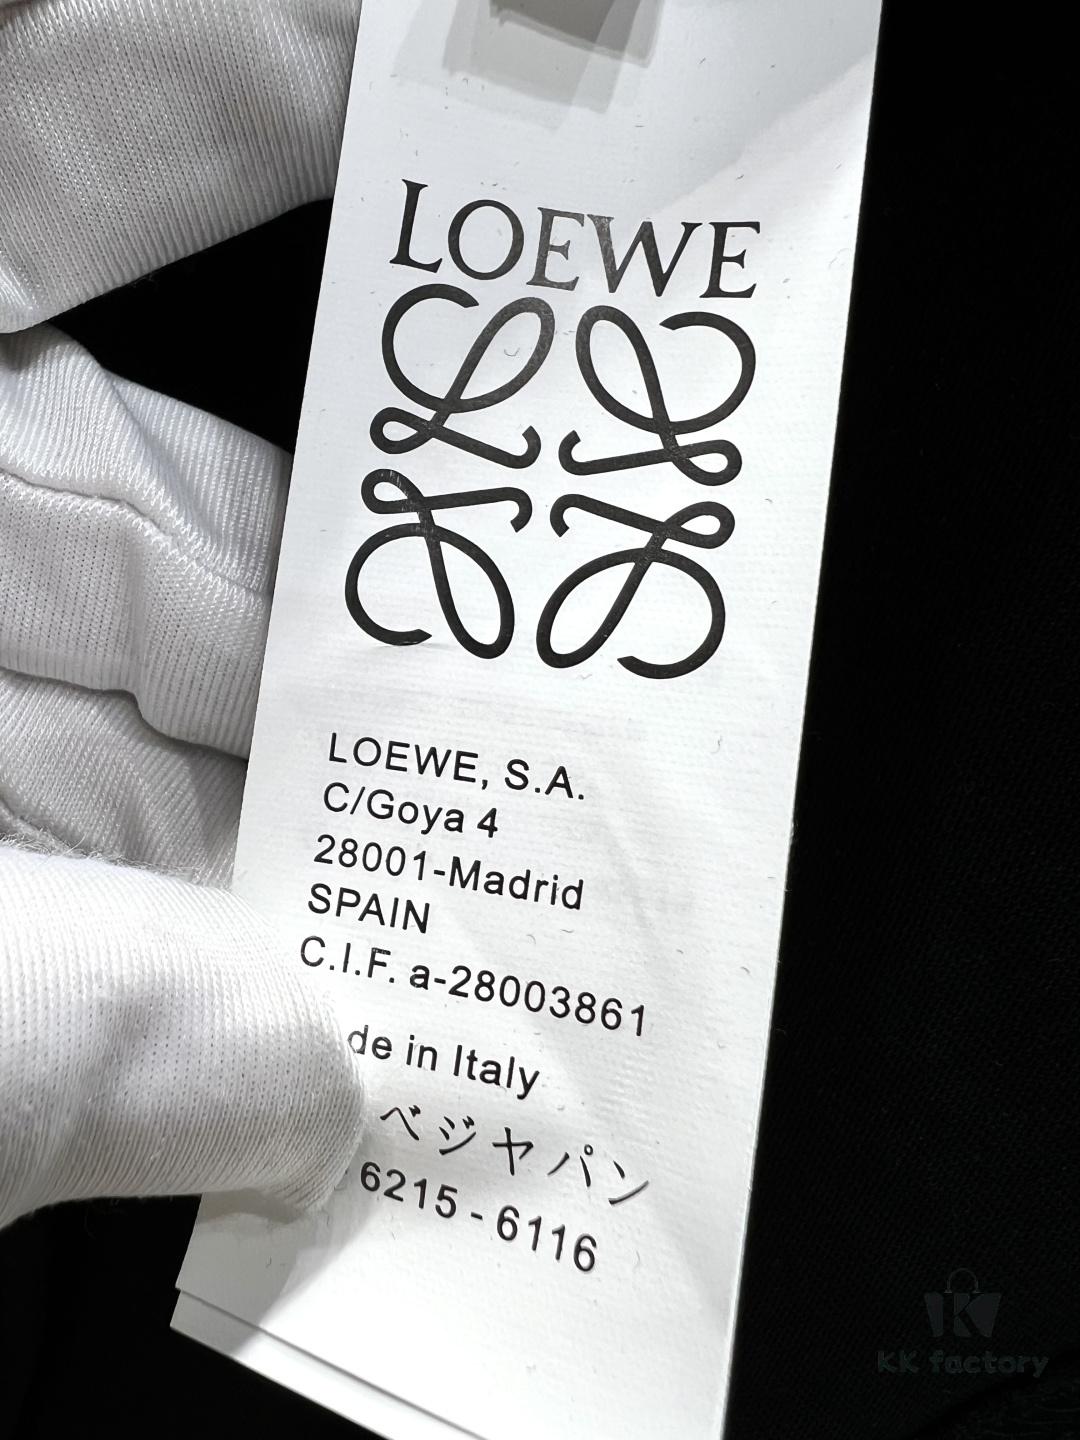 LOEWE
LOEWE, S.A.
C/Goya 4
28001-Madrid
SPAIN
C.I.F. a-28003861
de in Italy
ベジヤパン
6215 - 6116
KK factory